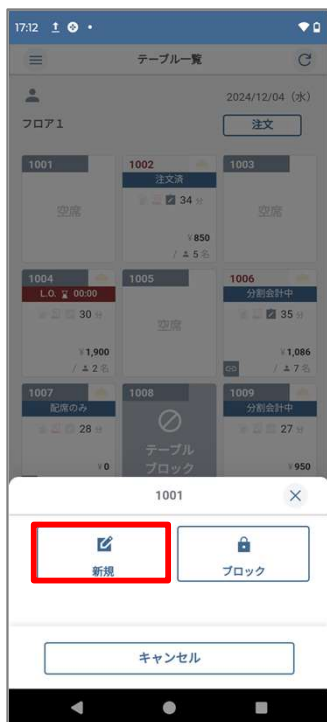 17:12
テーブル一覧
2024/12/04（水）
フロア１
注文
1001
空席
1002
注文済
34 分
¥850
/ 5 名
1003
空席
1004
L.O. 00:00
30 分
¥1,900
/ 2 名
1005
空席
1006
分割会計中
35 分
¥1,086
/ 7 名
1007
配席のみ
28 分
¥0
1008
テーブル
ブロック
1009
分割会計中
27 分
¥950
1001
新規
ブロック
キャンセル